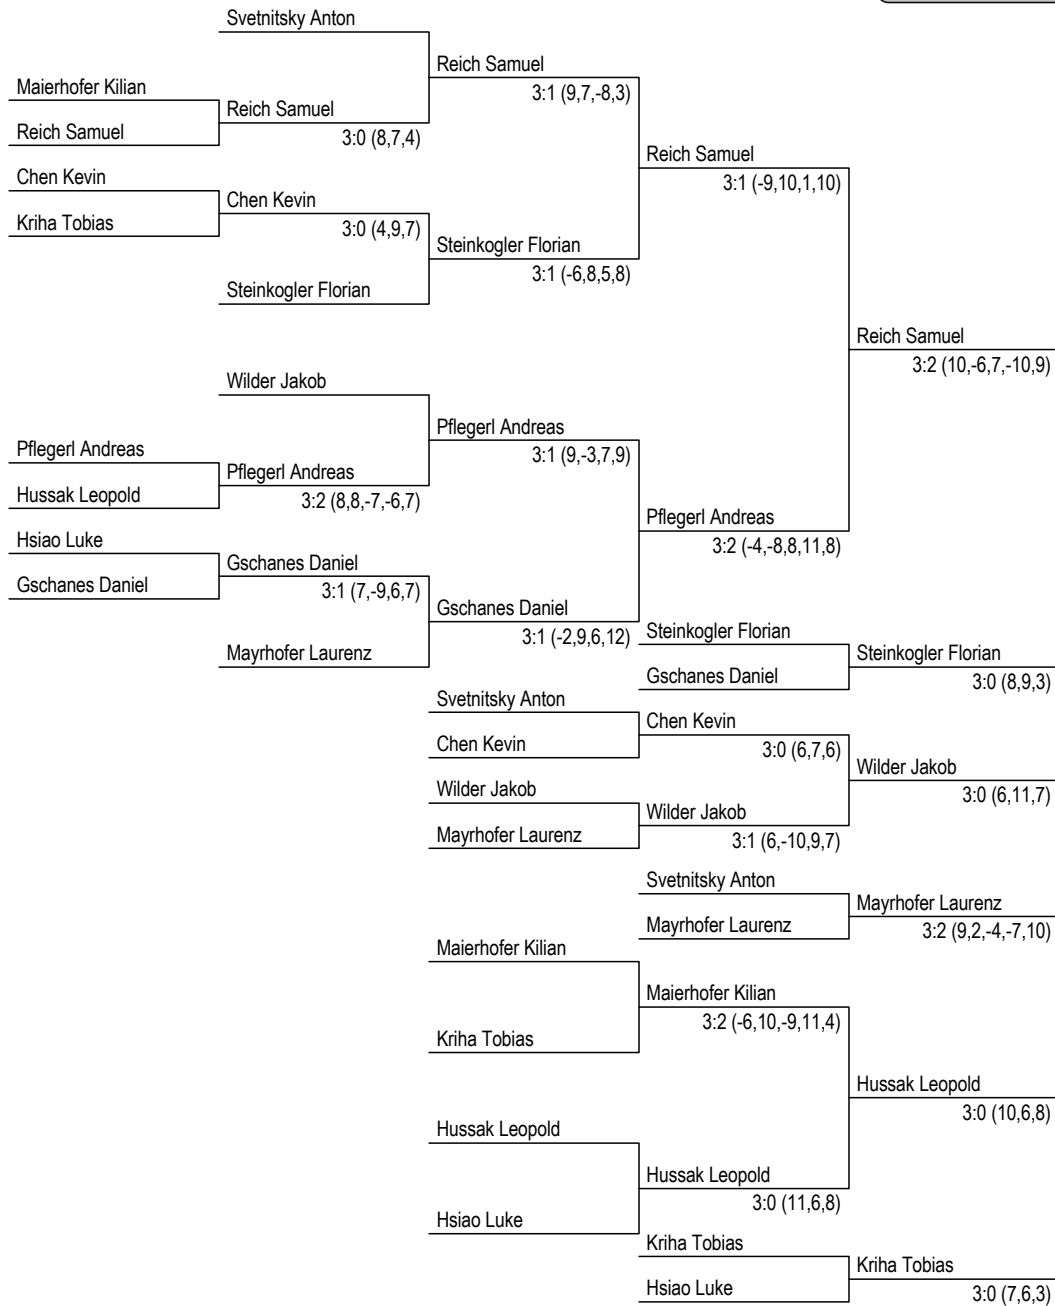 Svetnitsky Anton
Reich Samuel
Maierhofer Kilian
3:1 (9,7,-8,3)
Reich Samuel
Reich Samuel
3:0 (8,7,4)
Reich Samuel
Chen Kevin
3:1 (-9,10,1,10)
Chen Kevin
Kriha Tobias
3:0 (4,9,7)
Steinkogler Florian
3:1 (-6,8,5,8)
Steinkogler Florian
Reich Samuel
3:2 (10,-6,7,-10,9)
Wilder Jakob
Pflegerl Andreas
Pflegerl Andreas
3:1 (9,-3,7,9)
Pflegerl Andreas
Hussak Leopold
3:2 (8,8,-7,-6,7)
Pflegerl Andreas
Hsiao Luke
3:2 (-4,-8,8,11,8)
Gschanes Daniel
Gschanes Daniel
3:1 (7,-9,6,7)
Gschanes Daniel
3:1 (-2,9,6,12)
Steinkogler Florian
Mayrhofer Laurenz
Steinkogler Florian
Gschanes Daniel
3:0 (8,9,3)
Svetnitsky Anton
Chen Kevin
Chen Kevin
3:0 (6,7,6)
Wilder Jakob
Wilder Jakob
3:0 (6,11,7)
Wilder Jakob
Mayrhofer Laurenz
3:1 (6,-10,9,7)
Svetnitsky Anton
Mayrhofer Laurenz
Mayrhofer Laurenz
3:2 (9,2,-4,-7,10)
Maierhofer Kilian
Maierhofer Kilian
3:2 (-6,10,-9,11,4)
Kriha Tobias
Hussak Leopold
3:0 (10,6,8)
Hussak Leopold
Hussak Leopold
3:0 (11,6,8)
Hsiao Luke
Kriha Tobias
Kriha Tobias
Hsiao Luke
3:0 (7,6,3)